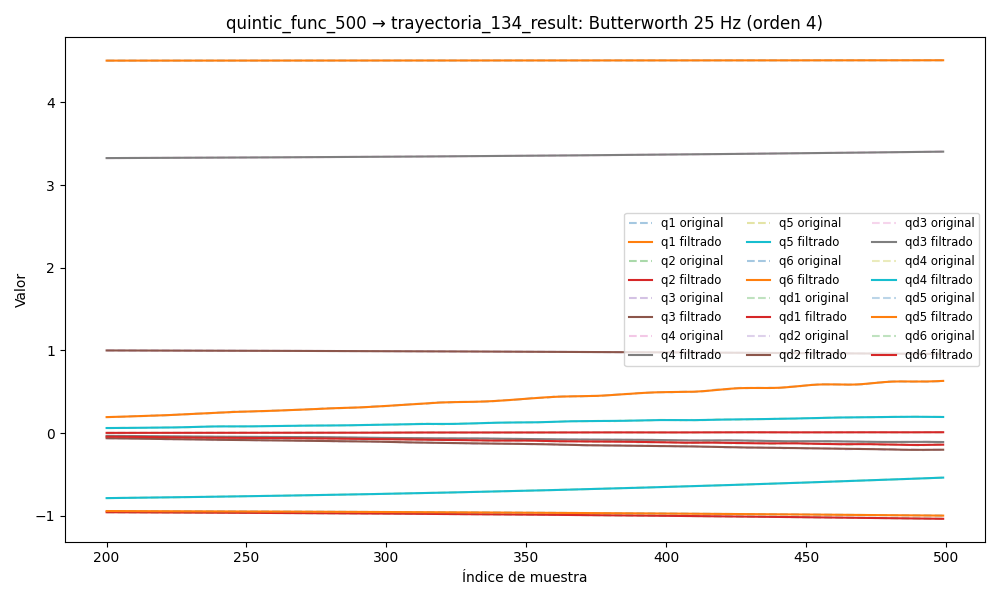 quintic_func_500 → trayectoria_134_result: Butterworth 25 Hz (orden 4)
Valor
4
3
2
1
0
−1
q1 original
q1 filtrado
q2 original
q2 filtrado
q3 original
q3 filtrado
q4 original
q4 filtrado
q5 original
q5 filtrado
q6 original
q6 filtrado
qd1 original
qd1 filtrado
qd2 original
qd2 filtrado
qd3 original
qd3 filtrado
qd4 original
qd4 filtrado
qd5 original
qd5 filtrado
qd6 original
qd6 filtrado
200
250
300
350
400
450
500
Índice de muestra